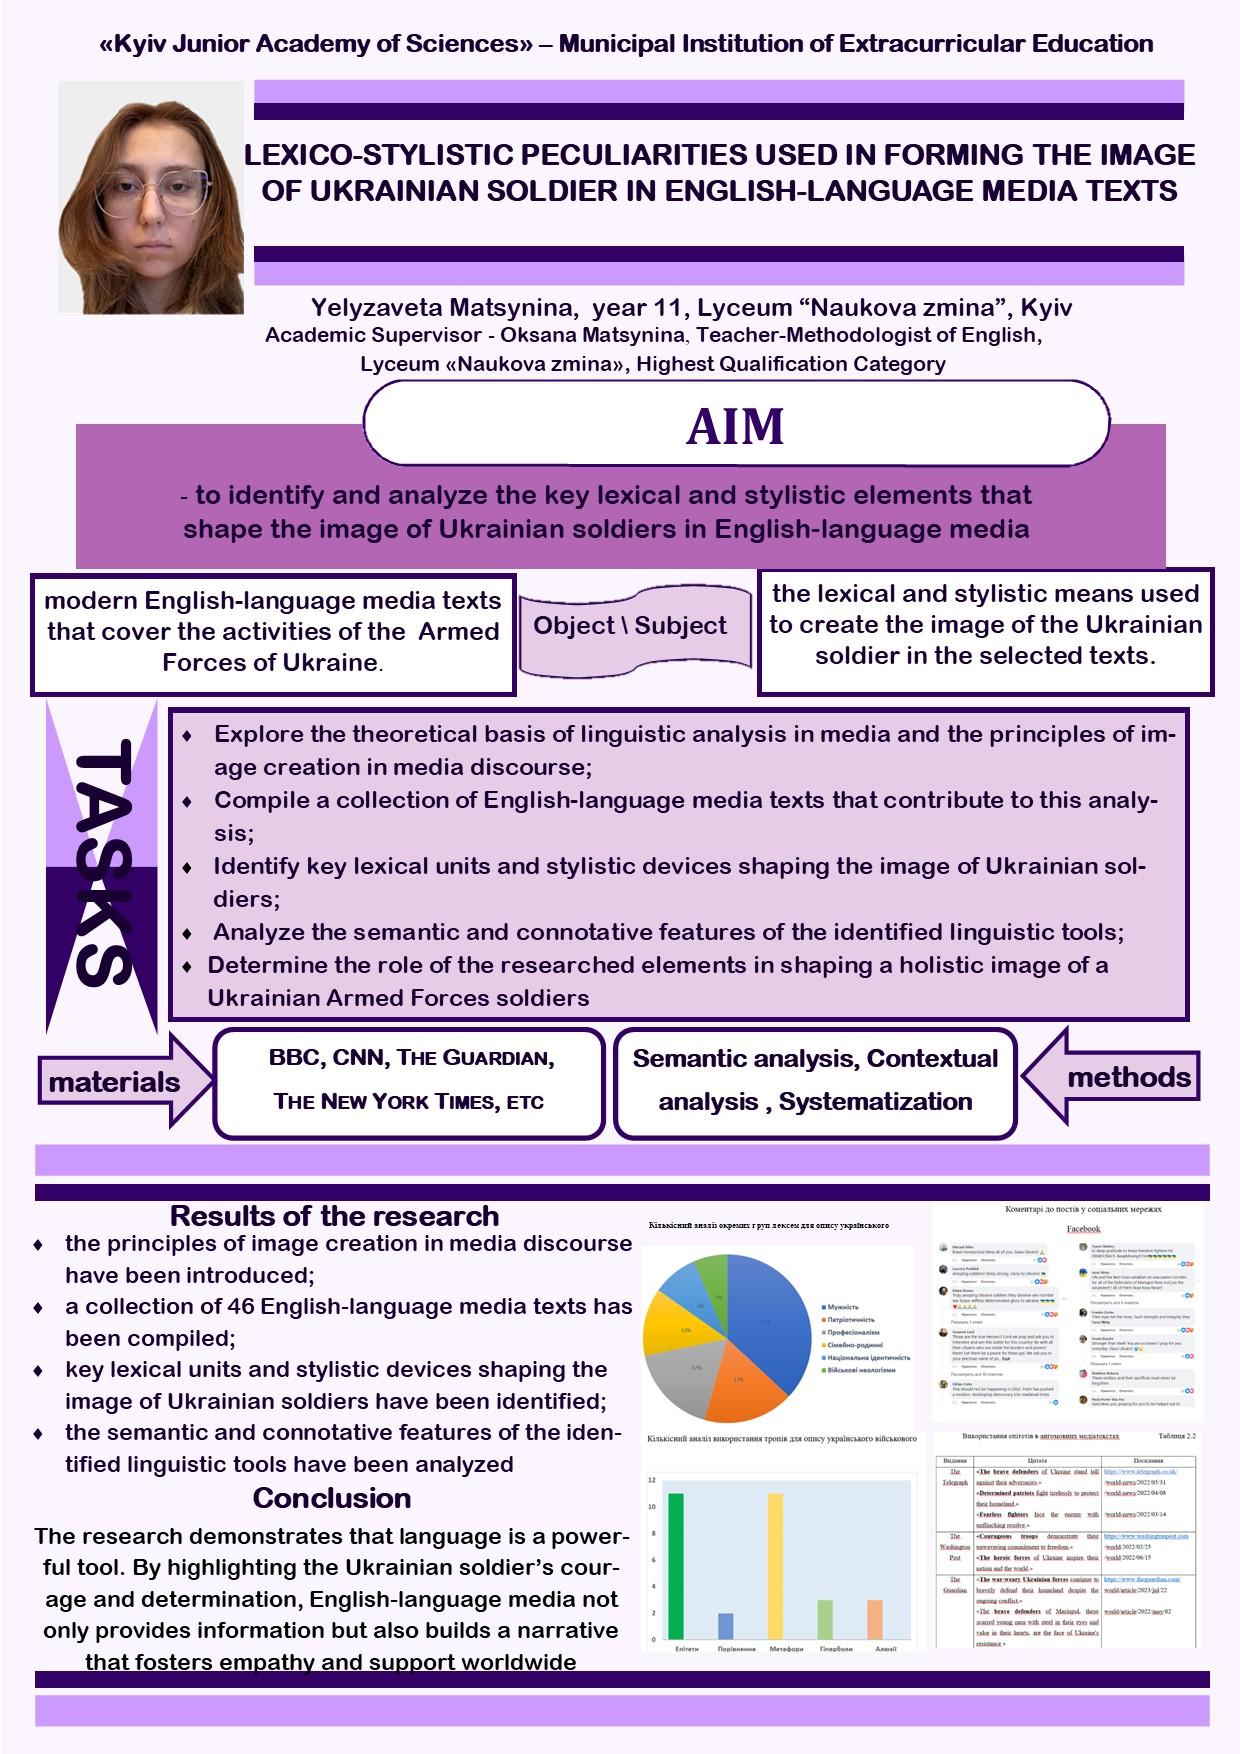 «Kyiv Junior Academy of Sciences» – Municipal Institution of Extracurricular Education
LEXICO-STYLISTIC PECULIARITIES USED IN FORMING THE IMAGE
OF UKRAINIAN SOLDIER IN ENGLISH-LANGUAGE MEDIA TEXTS
Yelyzaveta Matsynina, year 11, Lyceum “Naukova zmina”, Kyiv
Academic Supervisor - Oksana Matsynina, Teacher-Methodologist of English,
Lyceum «Naukova zmina», Highest Qualification Category
AIM
- to identify and analyze the key lexical and stylistic elements that
shape the image of Ukrainian soldiers in English-language media
modern English-language media texts
that cover the activities of the Armed
Forces of Ukraine.
Object \ Subject
the lexical and stylistic means used
to create the image of the Ukrainian
soldier in the selected texts.
TASKS
Explore the theoretical basis of linguistic analysis in media and the principles of im-
age creation in media discourse;
Compile a collection of English-language media texts that contribute to this analy-
sis;
Identify key lexical units and stylistic devices shaping the image of Ukrainian sol-
diers;
Analyze the semantic and connotative features of the identified linguistic tools;
Determine the role of the researched elements in shaping a holistic image of a
Ukrainian Armed Forces soldiers
materials
BBC, CNN, THE GUARDIAN,
THE NEW YORK TIMES, ETC
Semantic analysis, Contextual
analysis , Systematization
methods
Results of the research
the principles of image creation in media discourse
have been introduced;
a collection of 46 English-language media texts has
been compiled;
key lexical units and stylistic devices shaping the
image of Ukrainian soldiers have been identified;
the semantic and connotative features of the iden-
tified linguistic tools have been analyzed
Conclusion
The research demonstrates that language is a power-
ful tool. By highlighting the Ukrainian soldier’s cour-
age and determination, English-language media not
only provides information but also builds a narrative
that fosters empathy and support worldwide
Кількісний аналіз окремих груп лексем для опису українського
Мужність
Патріотичність
Професіоналізм
Сімейно-родинні
Національна ідентичність
Військові неологізми
Коментарі до постів у соціальних мережах
Facebook
Кількісний аналіз використання тропів для опису українського військового
12
10
8
6
4
2
0
Епітети Порівняння Метафори Гіперболи Алюзії
Використання епітетів в англомовних медіатекстах Таблиця 2.2
Видання Цитата Посилання
The Telegraph
«The brave defenders of Ukraine stand tall
against their adversaries.»
«Determined patriots fight tirelessly to protect
their homeland.»
«Fearless fighters face the enemy with
unflinching resolve.»
https://www.telegraph.co.uk/
/world-news/2022/05/31
/world-news/2022/04/08
/world-news/2022/03/14
The Washington Post
«Courageous troops demonstrate their
unwavering commitment to freedom.»
«The heroic forces of Ukraine inspire their
nation and the world.»
https://www.washingtonpost.com
/world/2022/02/25
/world/2022/06/15
The Guardian
«The war-weary Ukrainian forces continue to
bravely defend their homeland despite the
ongoing conflict.»
«The brave defenders of Mariupol, these
scarred young men with steel in their eyes and
valor in their hearts, are the face of Ukraine's
resistance.»
https://www.theguardian.com/
world/article/2023/jul/22
world/article/2022/may/02